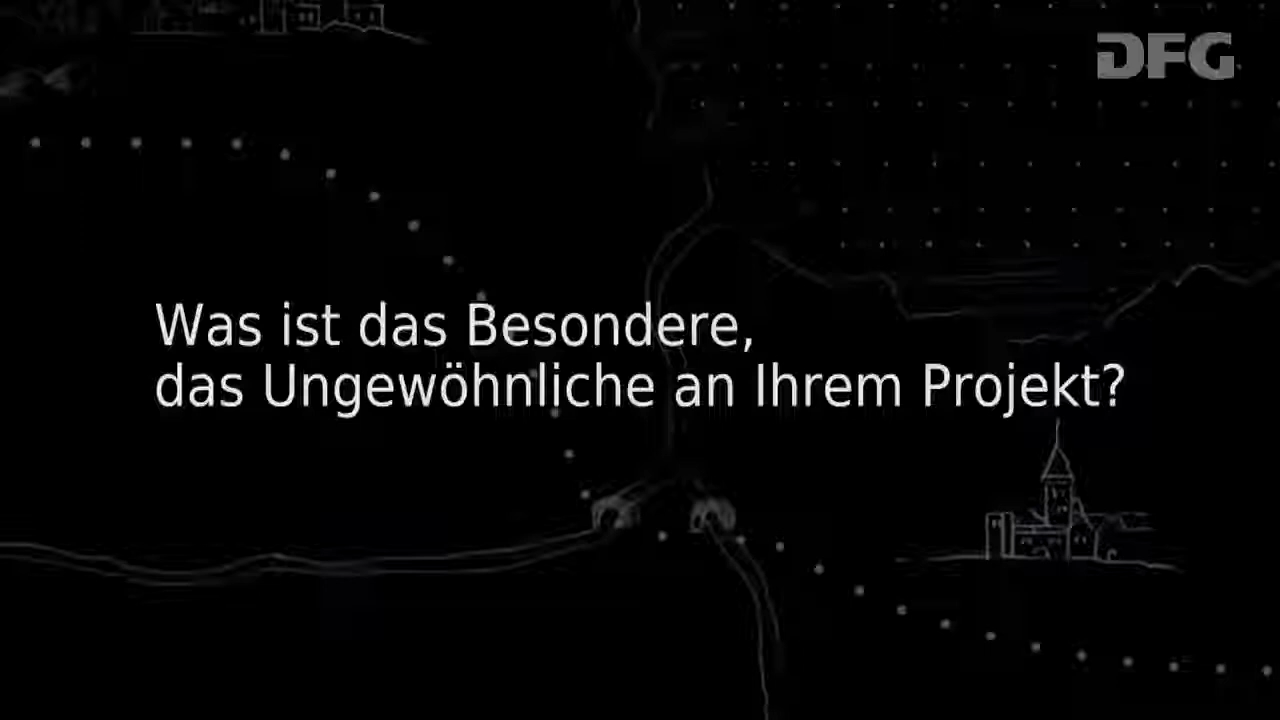 DFG
Was ist das Besondere,
das Ungewöhnliche an Ihrem Projekt?